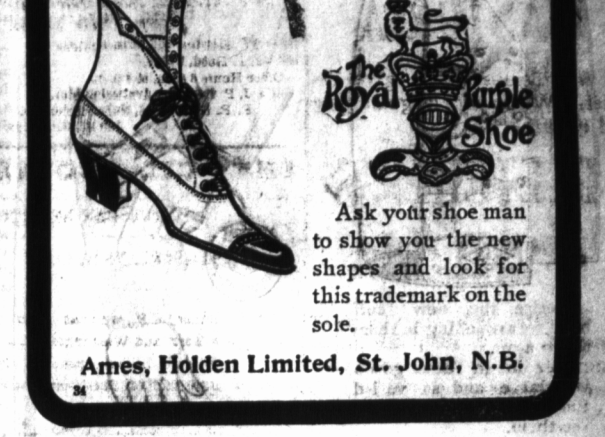 The
Royal Purple
Shoe
Ask your shoe man
to show you the new
shapes and look for
this trademark on the
sole.
Ames, Holden Limited, St. John, N.B.
34